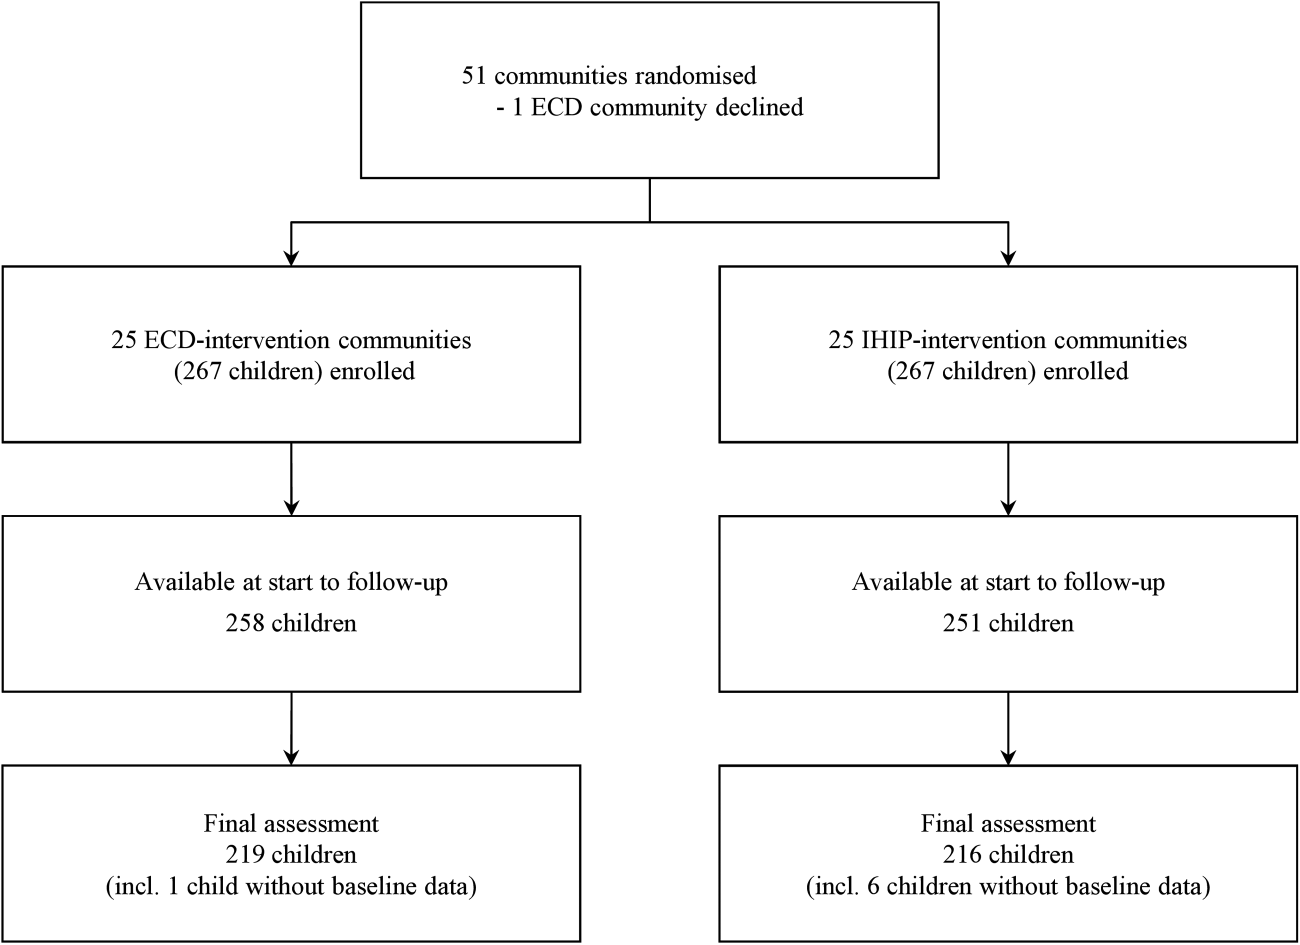 51 communities randomised
- 1 ECD community declined
25 ECD-intervention communities
(267 children) enrolled
25 IHIP-intervention communities
(267 children) enrolled
Available at start to follow-up
258 children
Available at start to follow-up
251 children
Final assessment
219 children
(incl. 1 child without baseline data)
Final assessment
216 children
(incl. 6 children without baseline data)